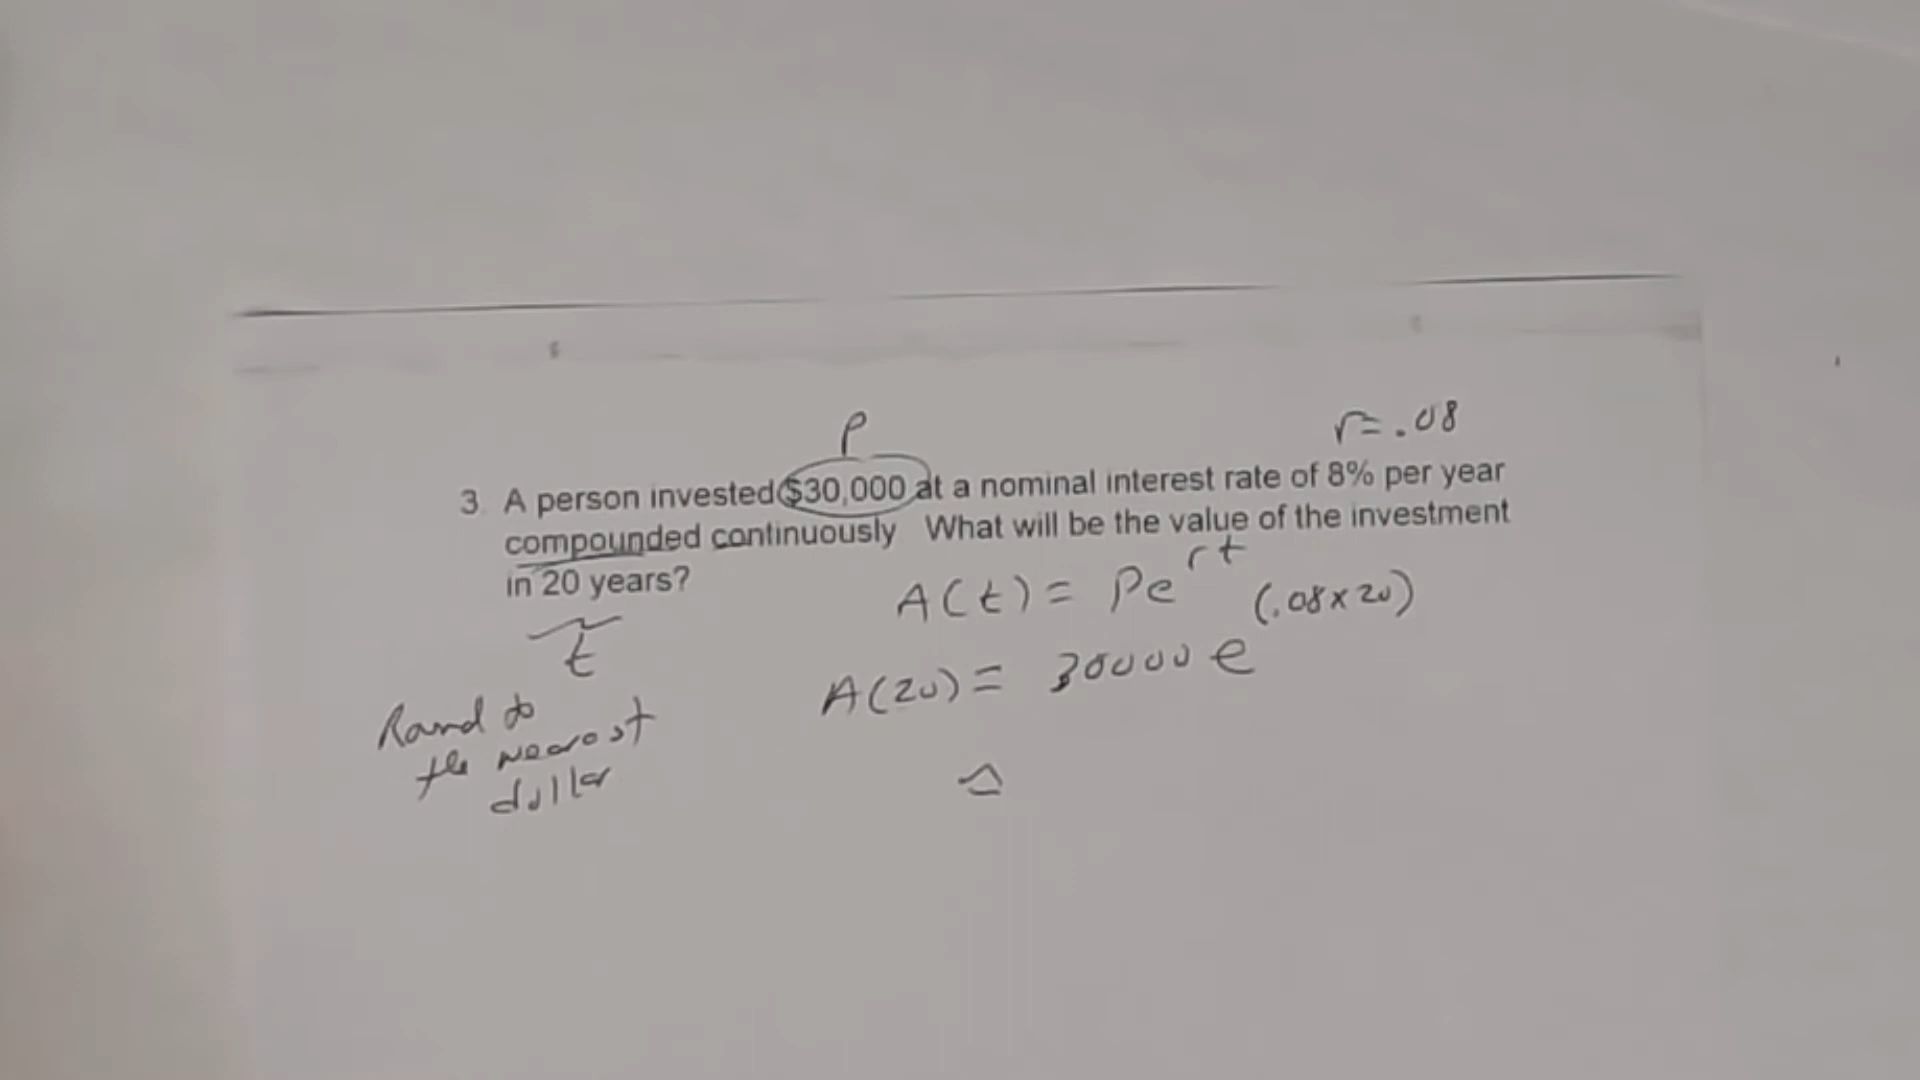 P
r=.08
3 A person invested $30,000 at a nominal interest rate of 8% per year
compounded continuously What will be the value of the investment
in 20 years?
t
A(t) = Pe^rt
A(20) = 30000 e^(.08x20)
≏
Round to
the nearest
dollar